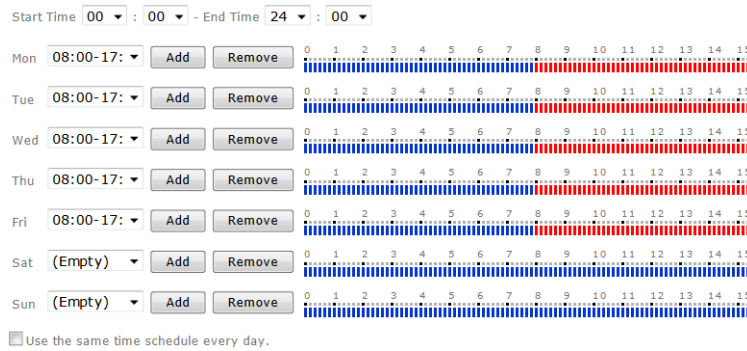 Start Time 00 : 00 - End Time 24 : 00
0 1 2 3 4 5 6 7 8 9 10 11 12 13 14 15
Mon 08:00-17: Add Remove
0 1 2 3 4 5 6 7 8 9 10 11 12 13 14 15
Tue 08:00-17: Add Remove
0 1 2 3 4 5 6 7 8 9 10 11 12 13 14 15
Wed 08:00-17: Add Remove
0 1 2 3 4 5 6 7 8 9 10 11 12 13 14 15
Thu 08:00-17: Add Remove
0 1 2 3 4 5 6 7 8 9 10 11 12 13 14 15
Fri 08:00-17: Add Remove
0 1 2 3 4 5 6 7 8 9 10 11 12 13 14 15
Sat (Empty) Add Remove
0 1 2 3 4 5 6 7 8 9 10 11 12 13 14 15
Sun (Empty) Add Remove
Use the same time schedule every day.